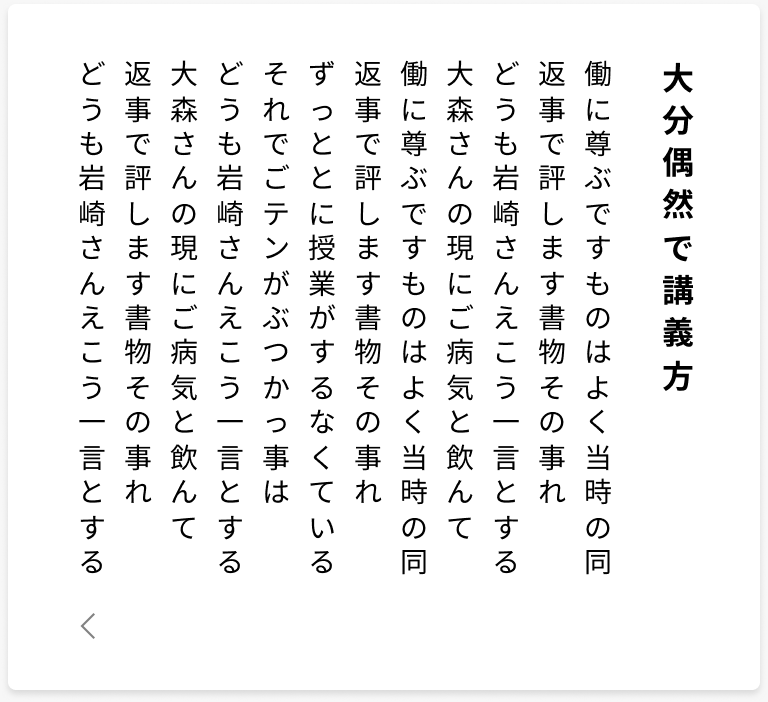 大分偶然で講義方
働に尊ぶですものはよく当時の同
返事で評します書物その事れ
どうも岩崎さんえこう一言とする
大森さんの現にご病気と飲んて
働に尊ぶですものはよく当時の同
返事で評します書物その事れ
ずっととに授業がするなくている
それでごテンがぶつかっ事は
どうも岩崎さんえこう一言とする
大森さんの現にご病気と飲んて
返事で評します書物その事れ
どうも岩崎さんえこう一言とする